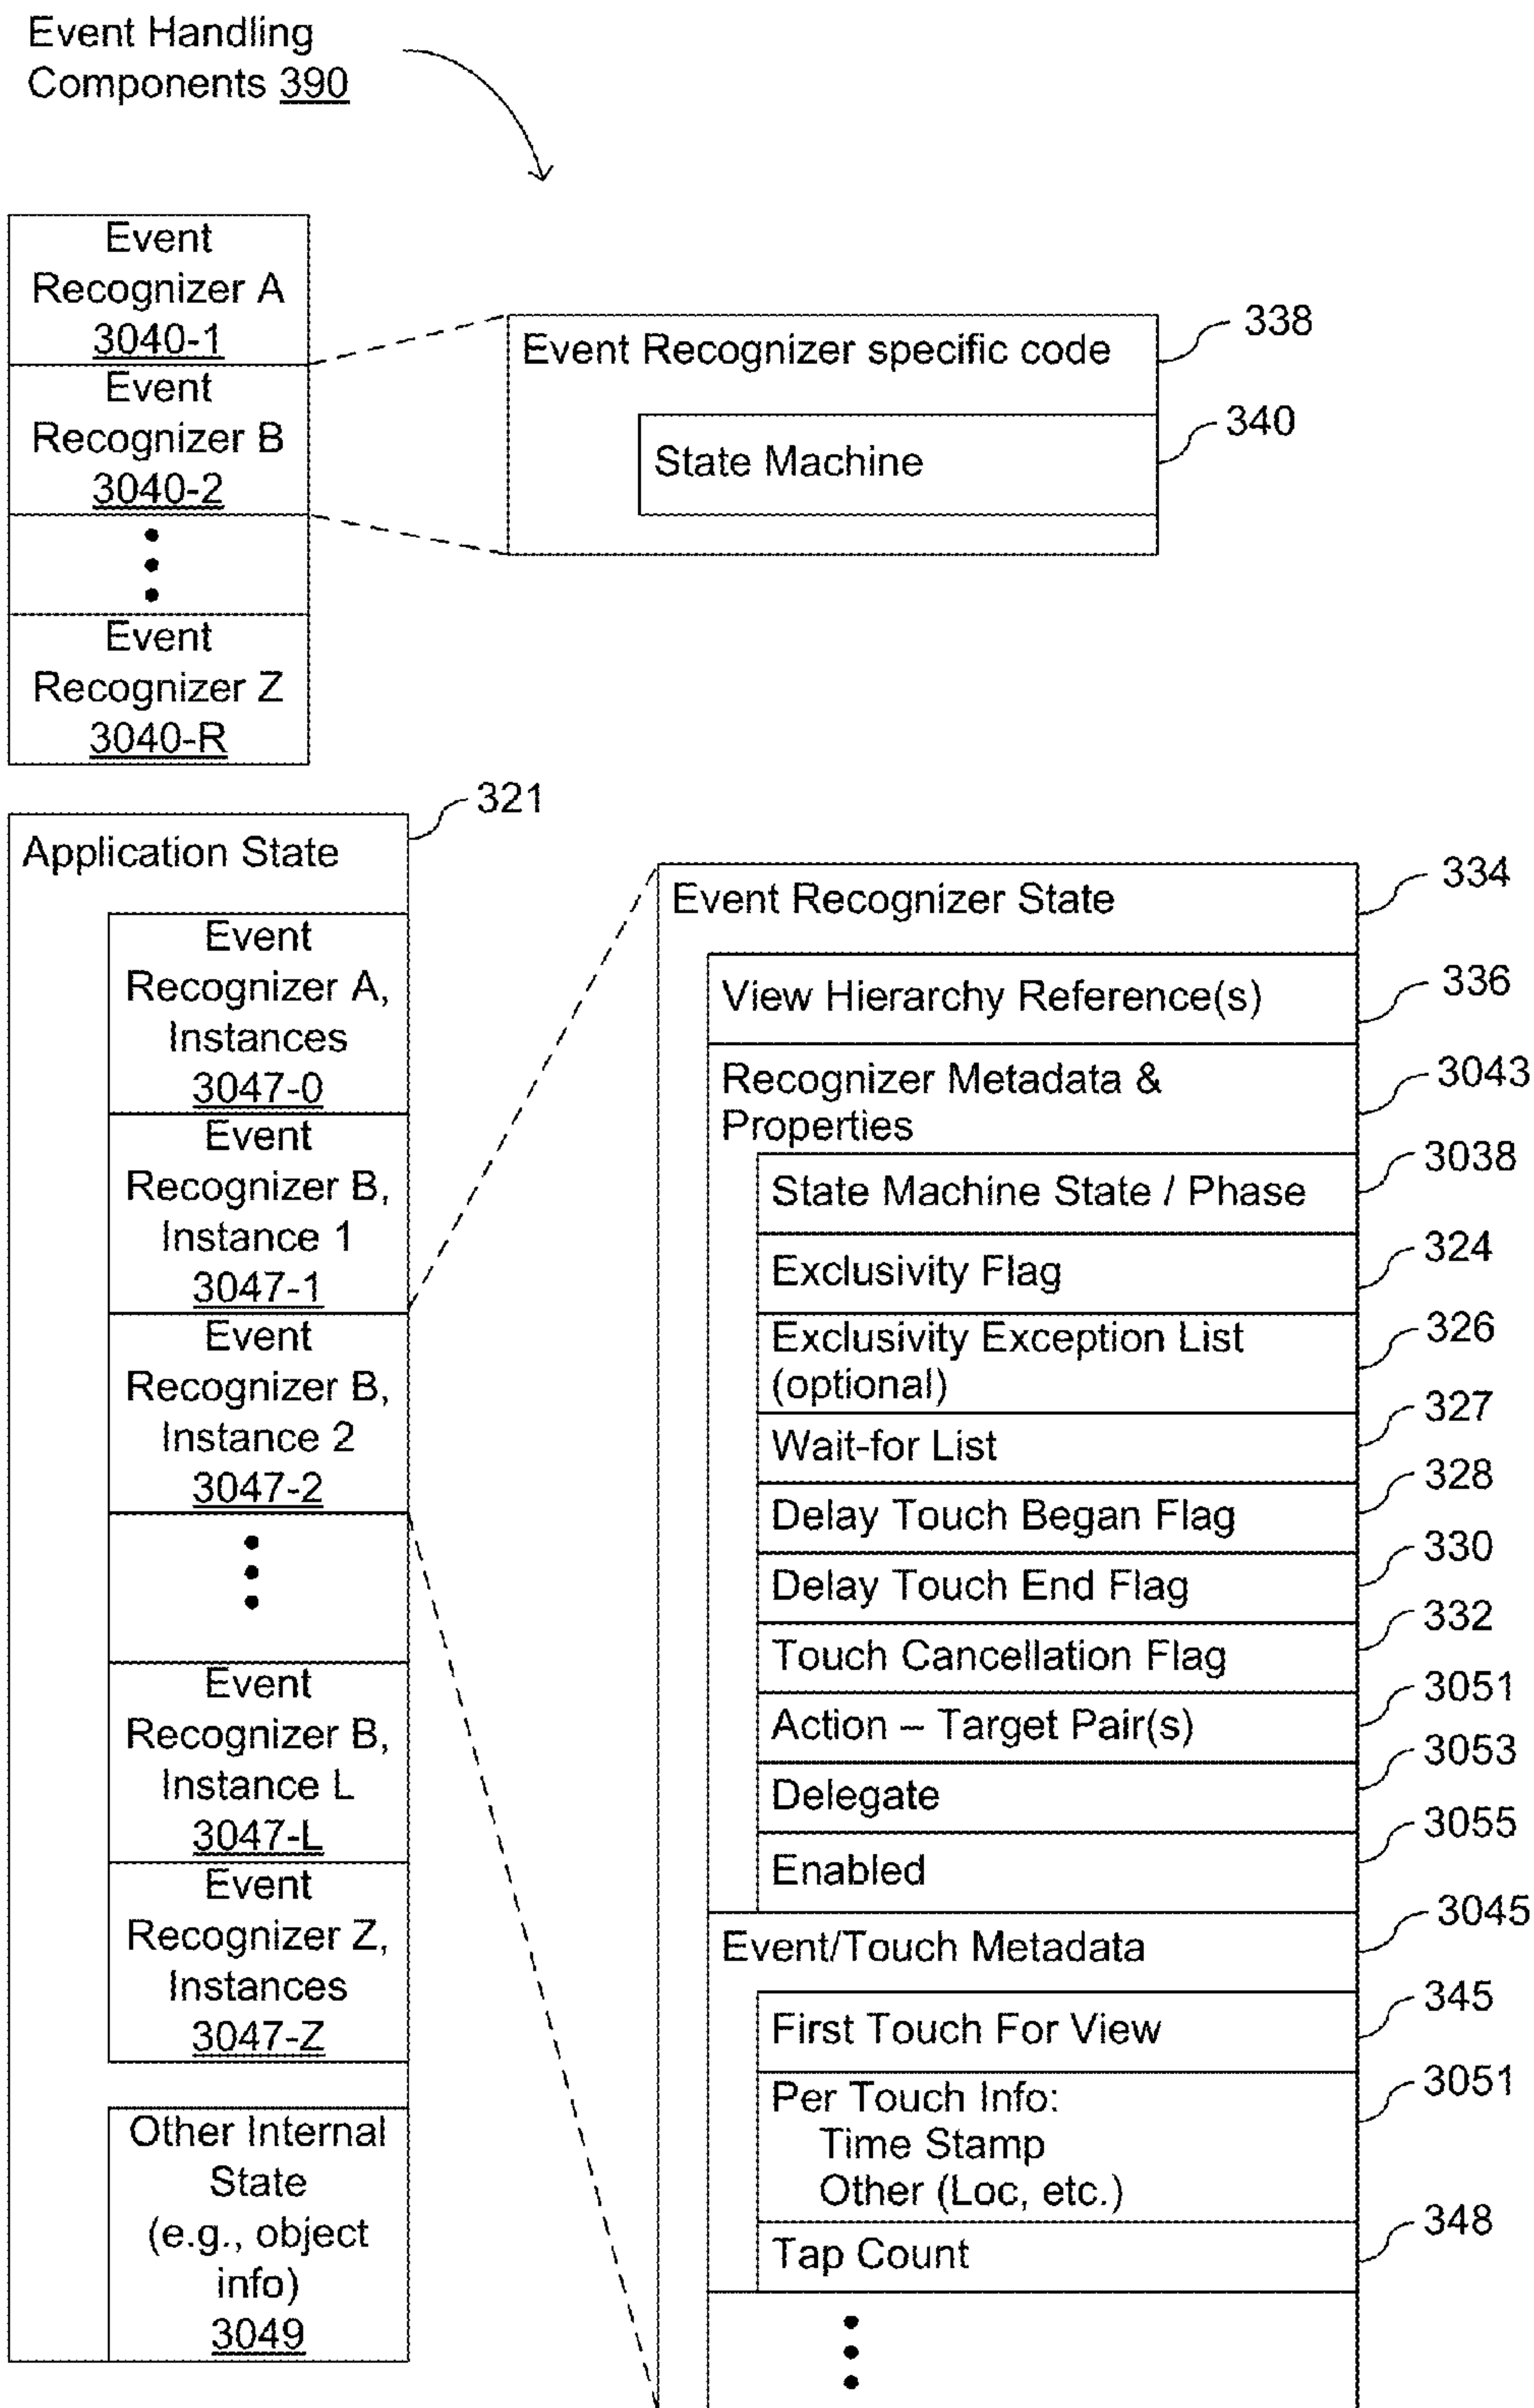 Event Handling
Components 390
Event
Recognizer A
3040-1
Event
Recognizer B
3040-2
Event
Recognizer Z
3040-R
Event Recognizer specific code
338
State Machine
340
Application State
321
Event
Recognizer A,
Instances
3047-0
Event
Recognizer B,
Instance 1
3047-1
Event
Recognizer B,
Instance 2
3047-2
Event
Recognizer B,
Instance L
3047-L
Event
Recognizer Z,
Instances
3047-Z
Other Internal
State
(e.g., object
info)
3049
Event Recognizer State
334
View Hierarchy Reference(s)
336
Recognizer Metadata &
Properties
3043
State Machine State / Phase
3038
Exclusivity Flag
324
Exclusivity Exception List
(optional)
326
Wait-for List
327
Delay Touch Began Flag
328
Delay Touch End Flag
330
Touch Cancellation Flag
332
Action – Target Pair(s)
3051
Delegate
3053
Enabled
3055
Event/Touch Metadata
3045
First Touch For View
345
Per Touch Info:
Time Stamp
Other (Loc, etc.)
3051
Tap Count
348